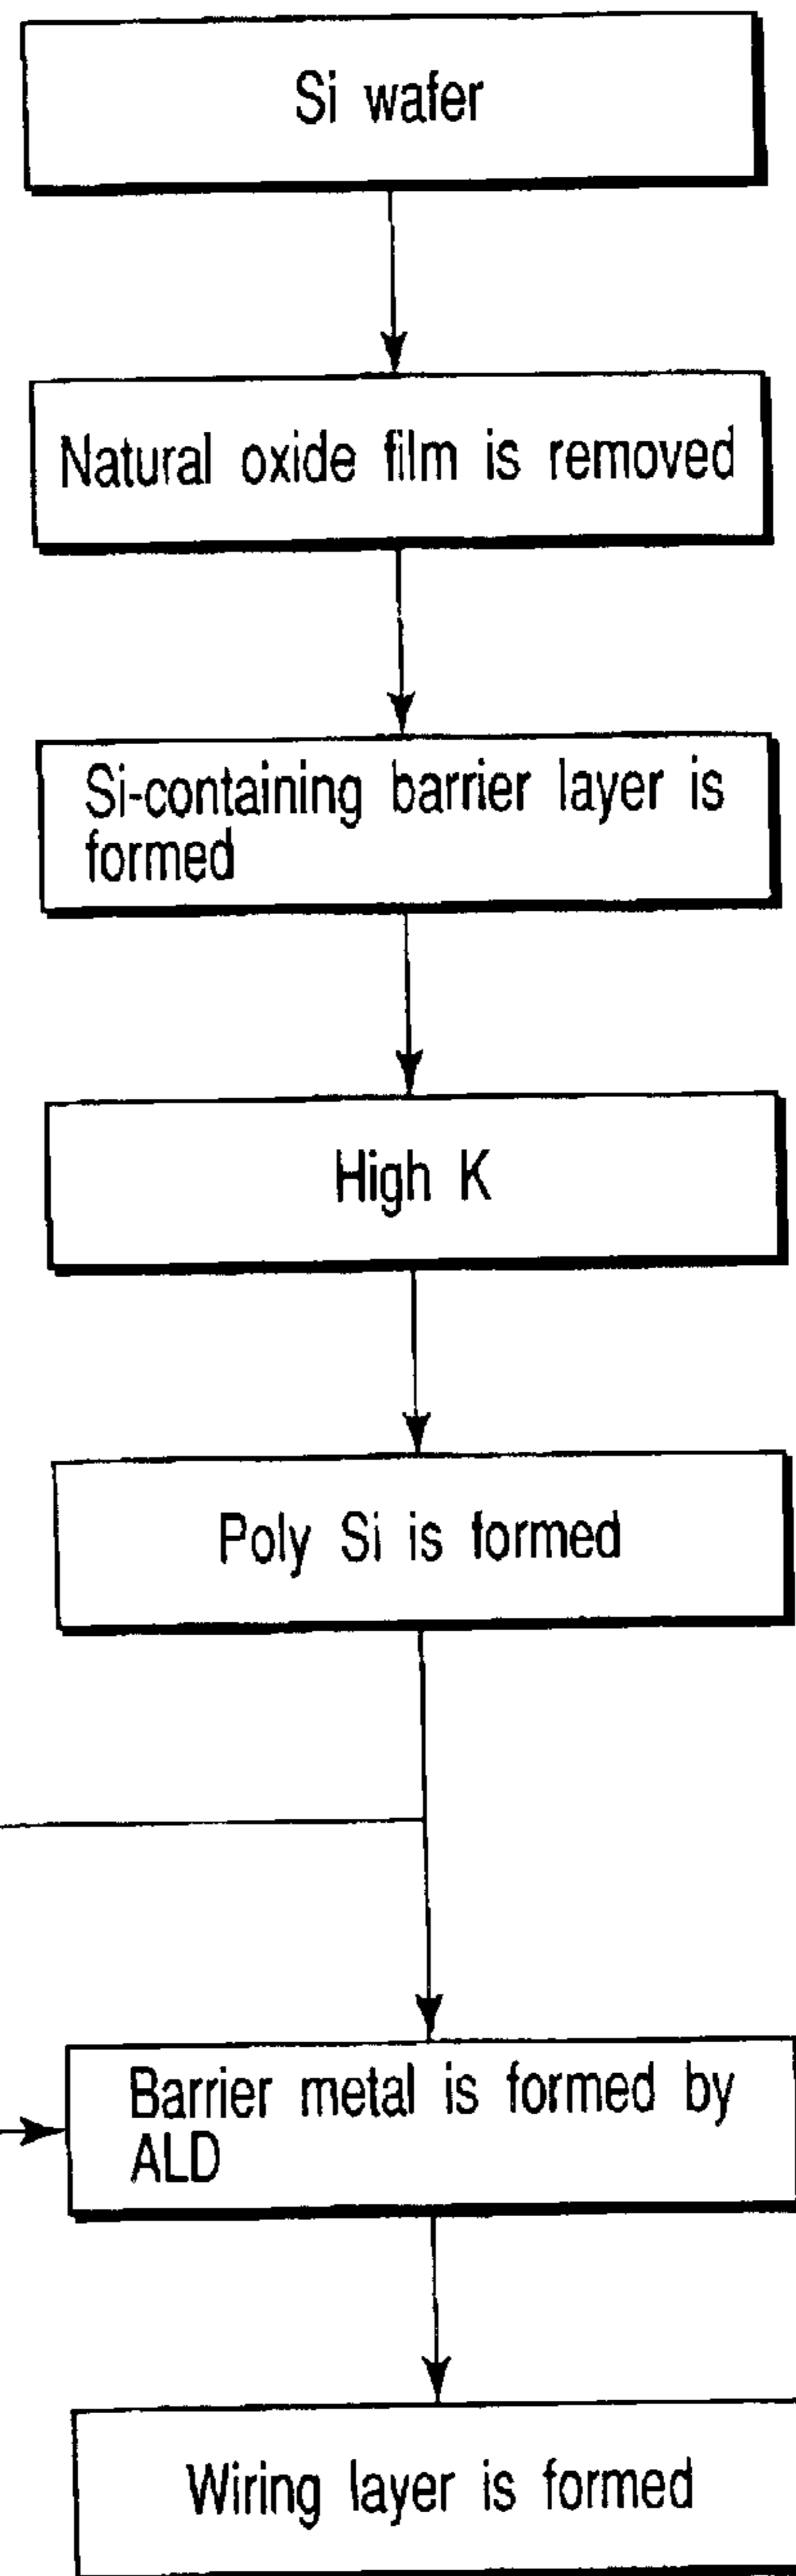 Si wafer
Natural oxide film is removed
Si-containing barrier layer is
formed
High K
Poly Si is formed
Barrier metal is formed by
ALD
Wiring layer is formed